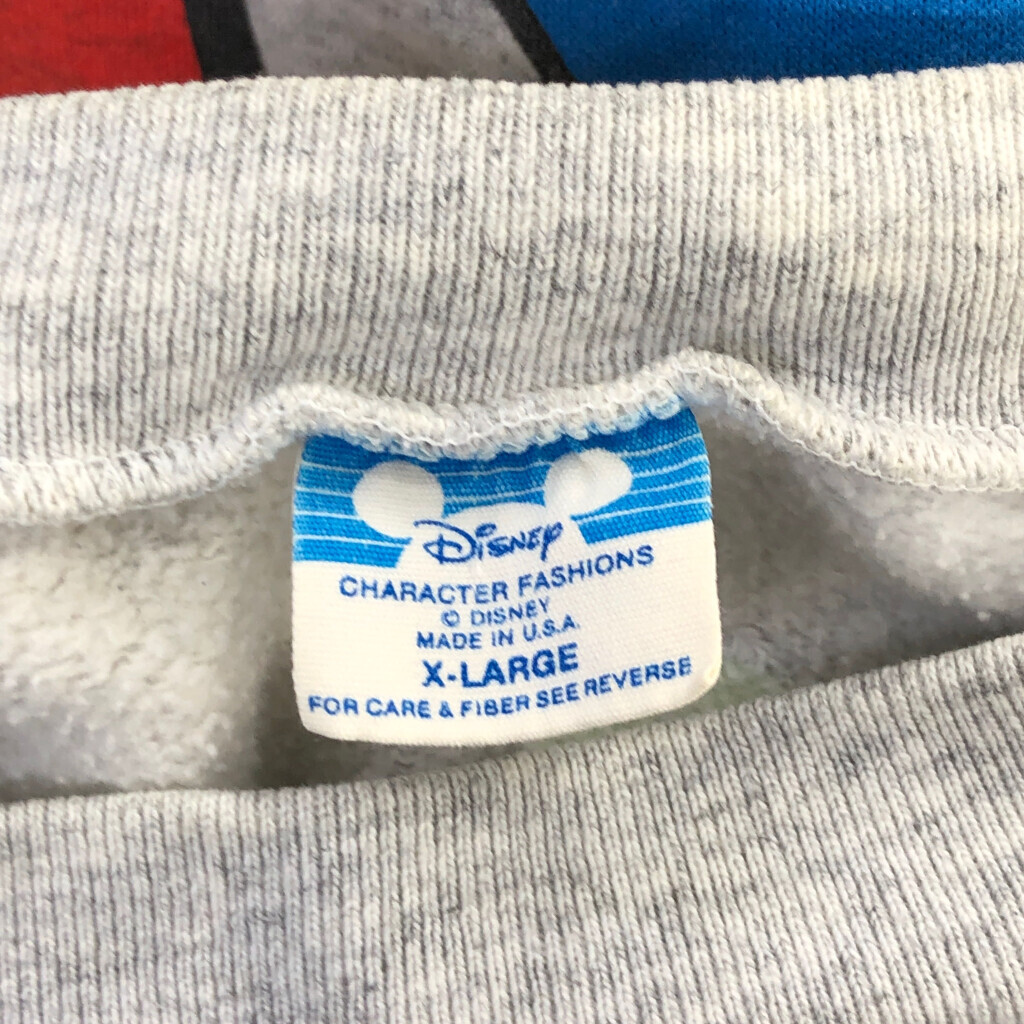 Disney
CHARACTER FASHIONS
© DISNEY
MADE IN U.S.A.
X-LARGE
FOR CARE & FIBER SEE REVERSE